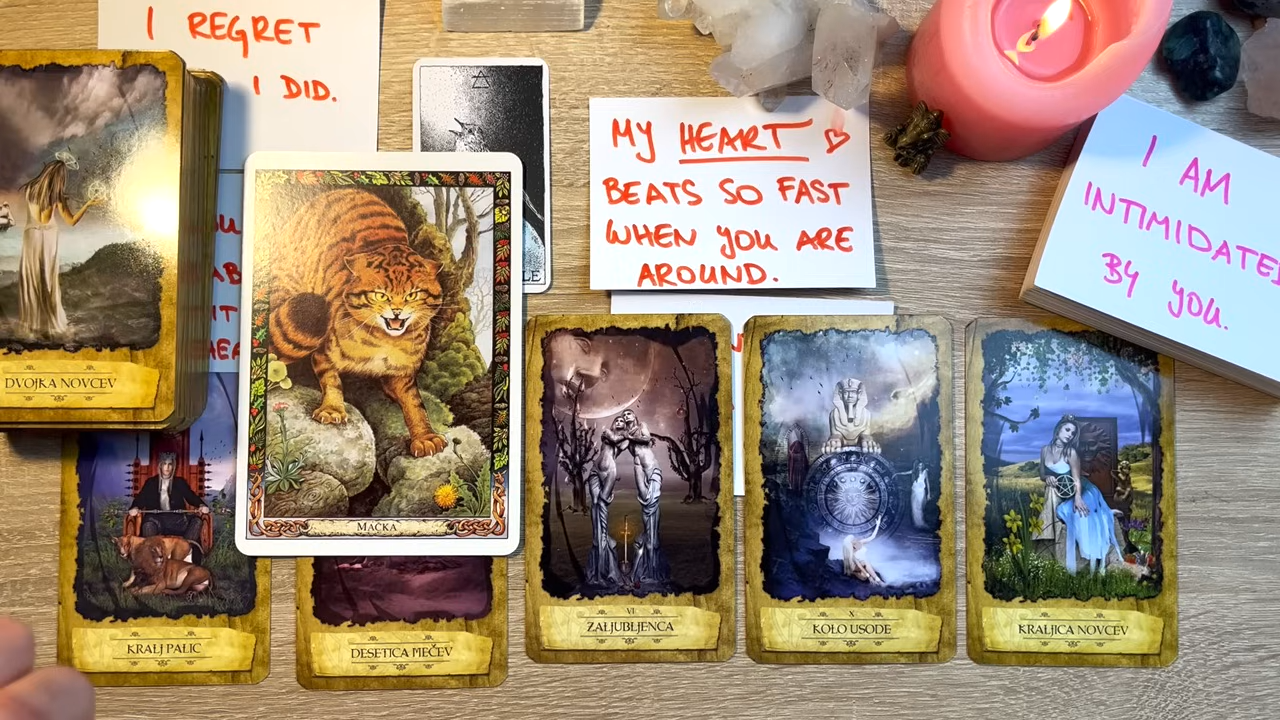 I REGRET
I DID.
MY HEART
BEATS SO FAST
WHEN YOU ARE
AROUND.
I AM
INTIMIDATED
BY YOU.
DVOJKA NOVCEV
MAČKA
KRALJ PALIC
DESETICA MEČEV
VI
ZALJUBLJENCA
X
KOLO USODE
KRALJICA NOVCEV